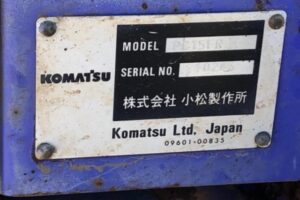 KOMATSU
MODEL
SERIAL NO.
株式会社 小松製作所
Komatsu Ltd. Japan
09601-00835